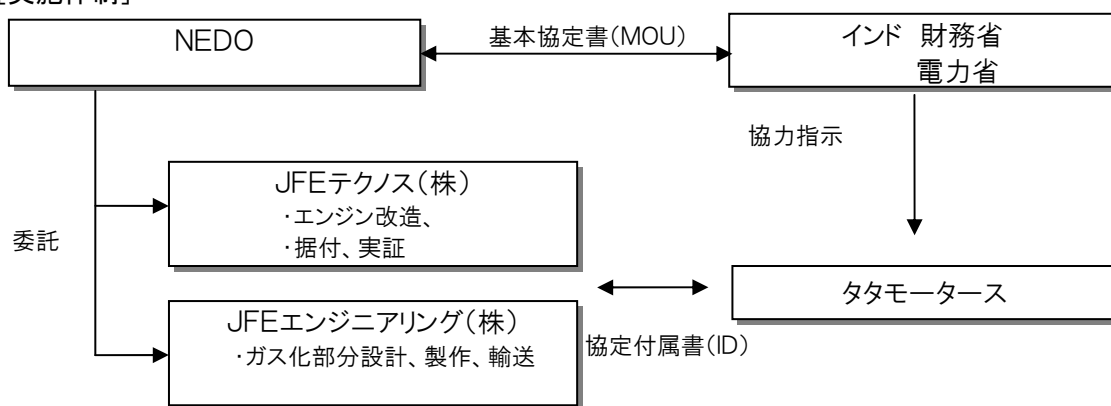 NEDO
基本協定書(MOU)
インド 財務省
電力省
協力指示
JFEテクノス(株)
・エンジン改造、
・据付、実証
委託
タタモータース
JFEエンジニアリング(株)
・ガス化部分設計、製作、輸送
協定付属書(ID)